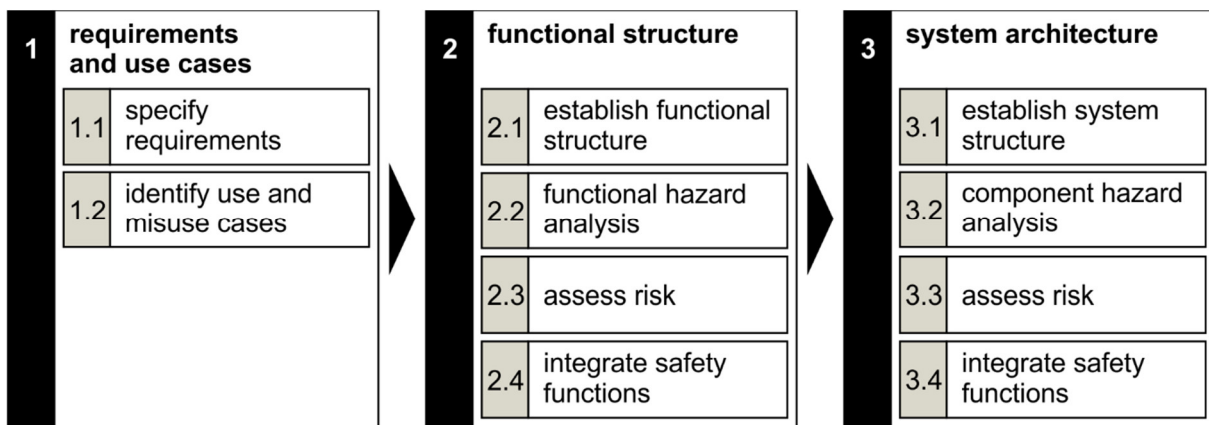 1
requirements
and use cases
1.1
specify
requirements
1.2
identify use and
misuse cases
2
functional structure
2.1
establish functional
structure
2.2
functional hazard
analysis
2.3
assess risk
2.4
integrate safety
functions
3
system architecture
3.1
establish system
structure
3.2
component hazard
analysis
3.3
assess risk
3.4
integrate safety
functions